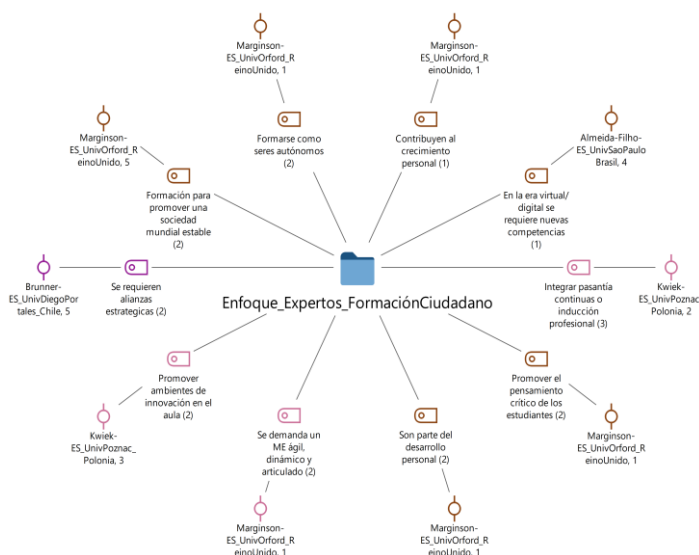 Marginson-
ES_UnivOrford_R
einoUnido, 1
Marginson-
ES_UnivOrford_R
einoUnido, 1
Marginson-
ES_UnivOrford_R
einoUnido, 5
Formarse como
seres autónomos
(2)
Contribuyen al
crecimiento
personal (1)
Almeida-Filho-
ES_UnivSaoPaulo
Brasil, 4
Formación para
promover una
sociedad
mundial estable
(2)
En la era virtual/
digital se
requiere nuevas
competencias
(1)
Brunner-
ES_UnivDiegoPor
tales_Chile, 5
Se requieren
alianzas
estrategicas (2)
Enfoque_Expertos_FormaciónCiudadano
Integrar pasantía
continuas o
inducción
profesional (3)
Kwiek-
ES_UnivPoznac_
Polonia, 2
Promover
ambientes de
innovación en el
aula (2)
Promover el
pensamiento
crítico de los
estudiantes (2)
Kwiek-
ES_UnivPoznac_
Polonia, 3
Se demanda un
ME ágil,
dinámico y
articulado (2)
Son parte del
desarrollo
personal (2)
Marginson-
ES_UnivOrford_R
einoUnido, 1
Marginson-
ES_UnivOrford_R
einoUnido, 1
Marginson-
ES_UnivOrford_R
einoUnido, 1